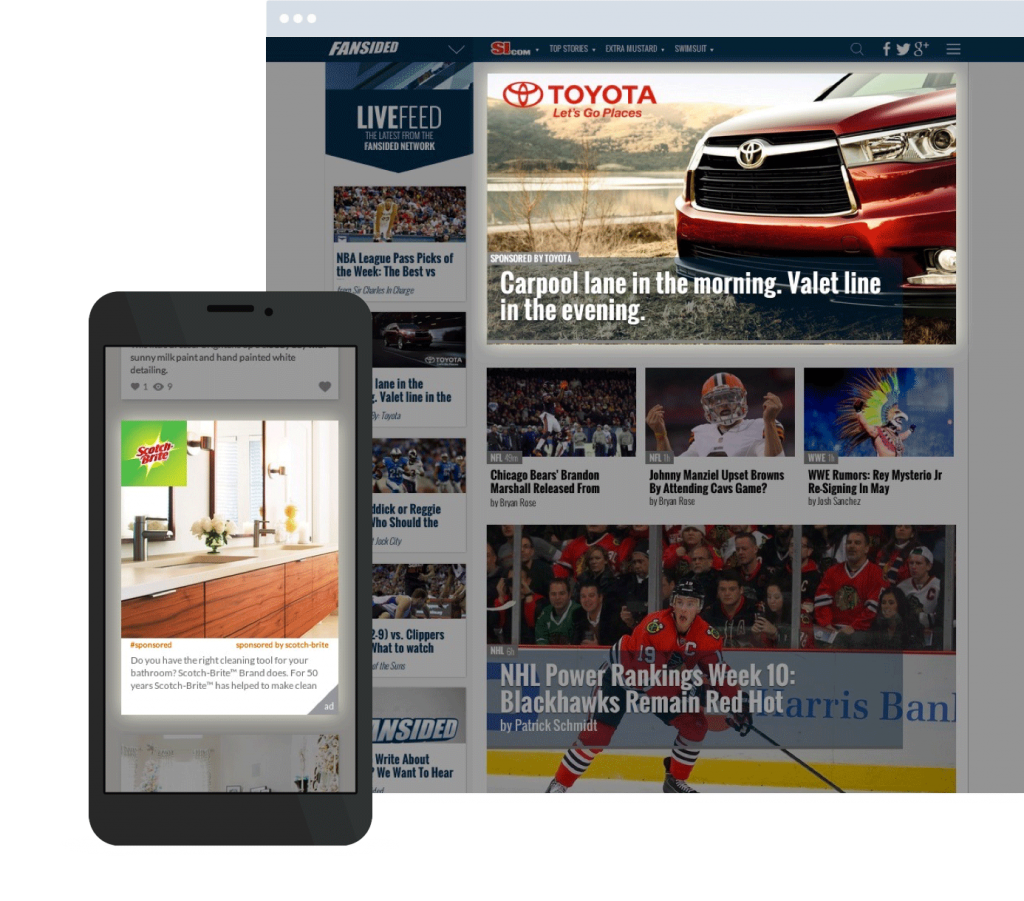 FANSIDED
SI.COM
TOP STORIES
EXTRA MUSTARD
SWIMSUIT
LIVEFEED
THE LATEST FROM THE
FANSIDED NETWORK
NBA League Pass Picks of
the Week: The Best vs
from Sir Charles In Charge
TOYOTA
lane in the
g. Valet line in the
By: Toyota
ddick or Reggie
Who Should the
t Jack City
2-9) vs. Clippers
What to watch
of the Suns
NSIDED
Write About
? We Want To Hear
TOYOTA
Let's Go Places
SPONSORED BY TOYOTA
Carpool lane in the morning. Valet line
in the evening.
NFL 49m
Chicago Bears' Brandon
Marshall Released From
by Bryan Rose
NFL 1h
Johnny Manziel Upset Browns
By Attending Cavs Game?
by Bryan Rose
WWE 1h
WWE Rumors: Rey Mysterio Jr
Re-Signing In May
by Josh Sanchez
19
C
Harris Ban
NHL 5h
NHL Power Rankings Week 10:
Blackhawks Remain Red Hot
by Patrick Schmidt
sunny milk paint and hand painted white
detailing.
1 9
Scotch-
Brite
#sponsored
sponsored by scotch-brite
Do you have the right cleaning tool for your
bathroom? Scotch-Brite™ Brand does. For 50
years Scotch-Brite™ has helped to make clean
ad